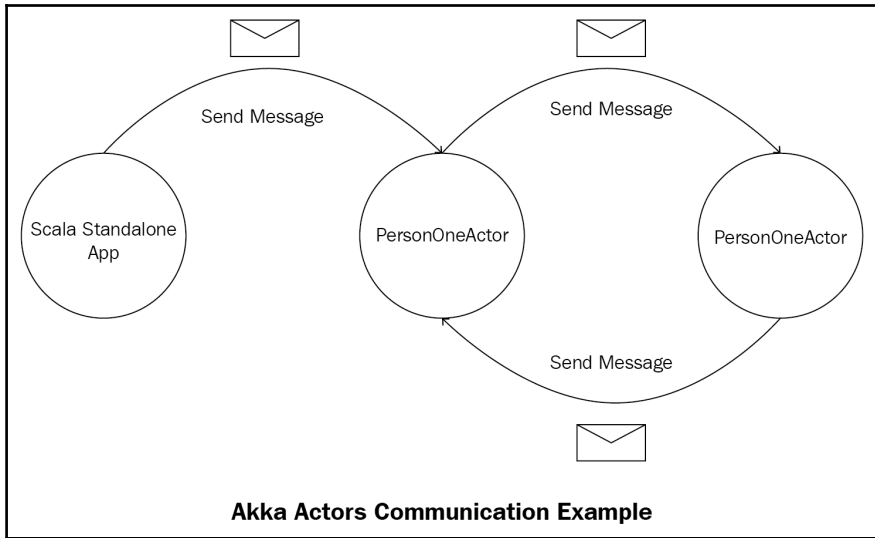 Send Message
Send Message
Scala Standalone
App
PersonOneActor
PersonOneActor
Send Message
Akka Actors Communication Example